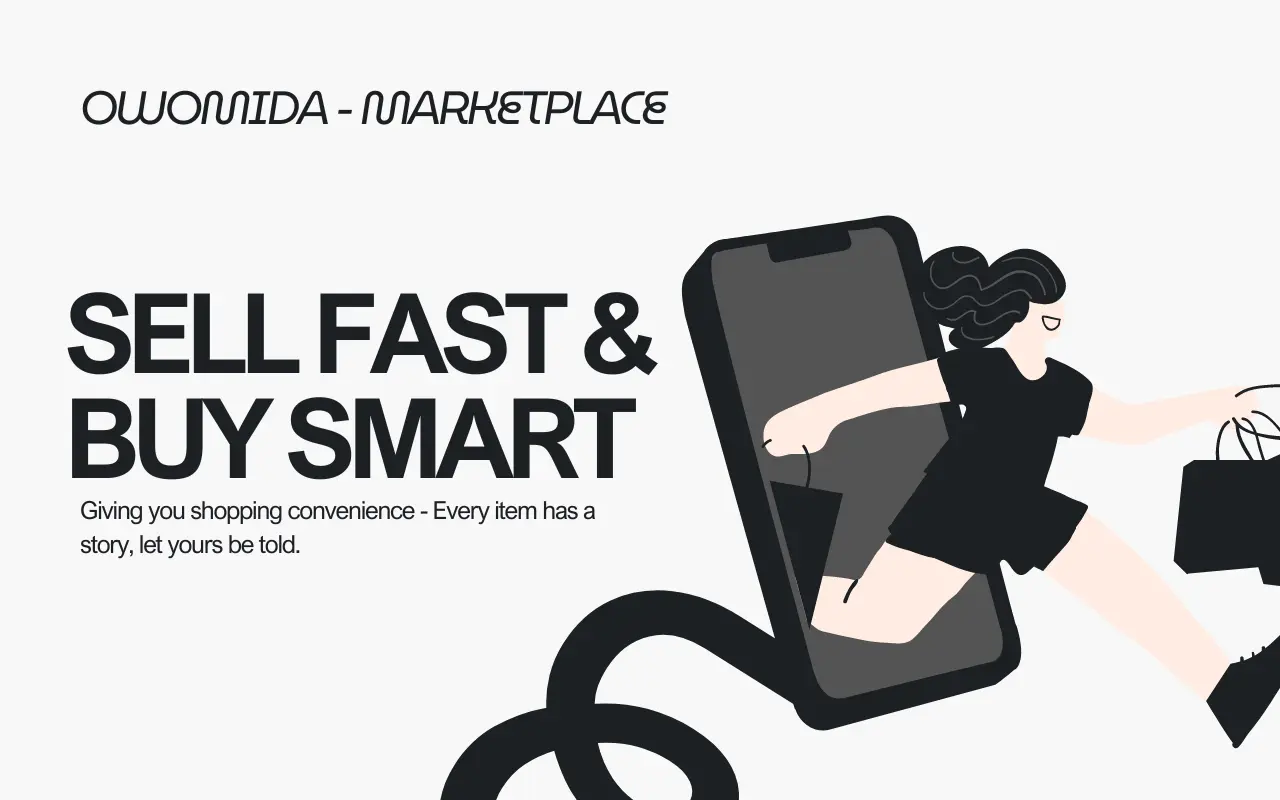 OWOMIDA - MARKETPLACE
SELL FAST &
BUY SMART
Giving you shopping convenience - Every item has a
story, let yours be told.